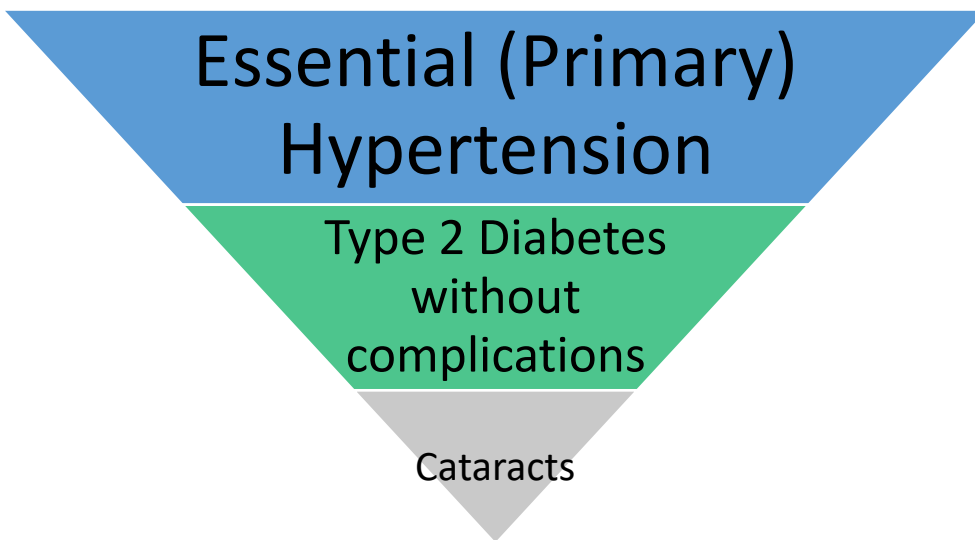 Essential (Primary)
Hypertension
Type 2 Diabetes
without
complications
Cataracts